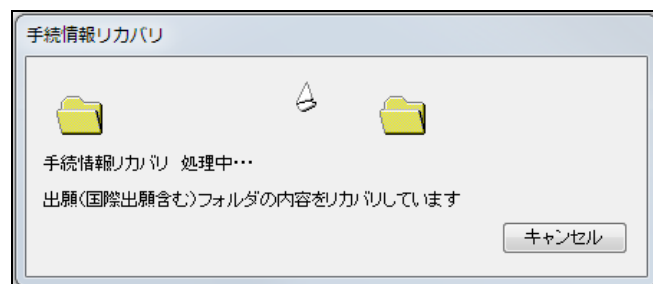 手続情報リカバリ
手続情報リカバリ 処理中…
出願(国際出願含む)フォルダの内容をリカバリしています
キャンセル